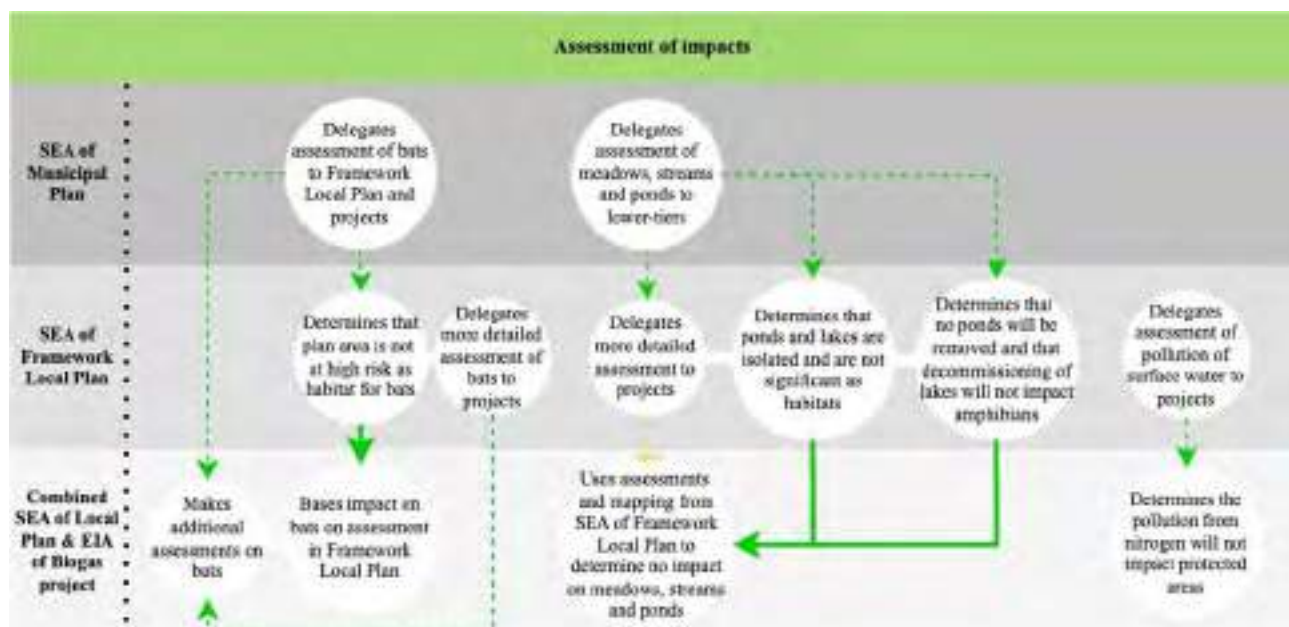 Assessment of impacts
SEA of
Municipal
Plan
Delegates
assessment of bats
to Framework
Local Plan and
projects
Delegates
assessment of
meadows, streams
and ponds to
lower-tiers
SEA of
Framework
Local Plan
Determines that
plan area is not
at high risk as
habitat for bats
Delegates
more detailed
assessment of
bats to
projects
Delegates
more detailed
assessment to
projects
Determines that
ponds and lakes are
isolated and are not
significant as
habitats
Determines that
no ponds will be
removed and that
decommissioning of
lakes will not impact
amphibians
Delegates
assessment of
pollution of
surface water to
projects
Combined
SEA of Local
Plan & EIA
of Biogas
project
Makes
additional
assessments on
bats
Bases impact on
bats on assessment
in Framework
Local Plan
Uses assessments
and mapping from
SEA of Framework
Local Plan to
determine no impact
on meadows, streams
and ponds
Determines the
pollution from
nitrogen will not
impact protected
areas